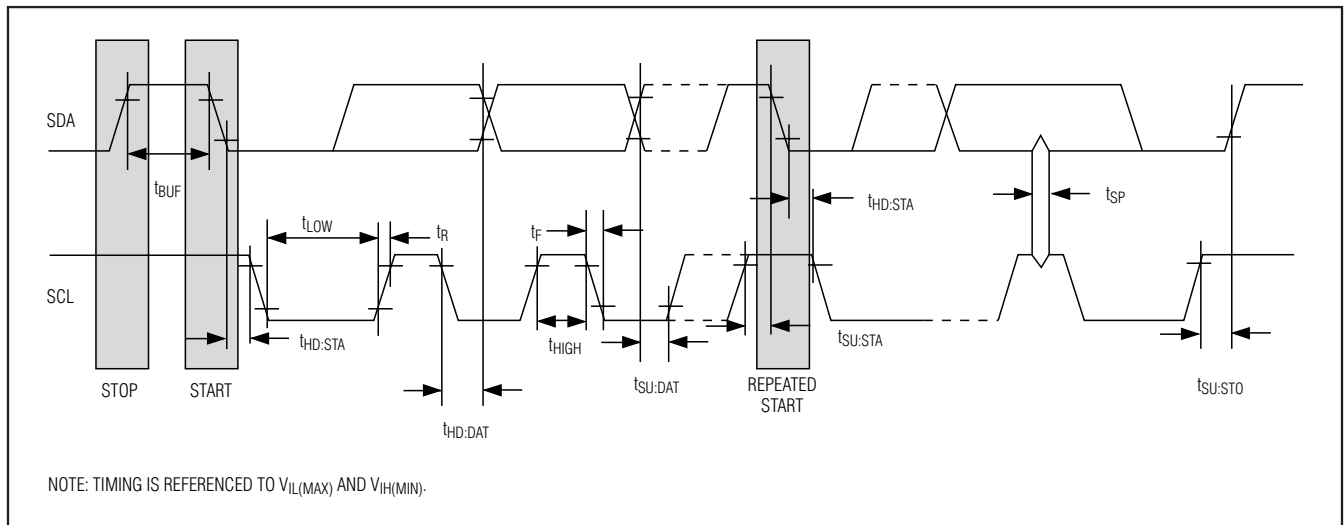 SDA
tBUF
tHD:STA
tSP
tLOW
tR
tF
SCL
tHD:STA
tHIGH
tSU:STA
tSU:DAT
tSU:STO
STOP
START
REPEATED
START
tHD:DAT
NOTE: TIMING IS REFERENCED TO VIL(MAX) AND VIH(MIN).